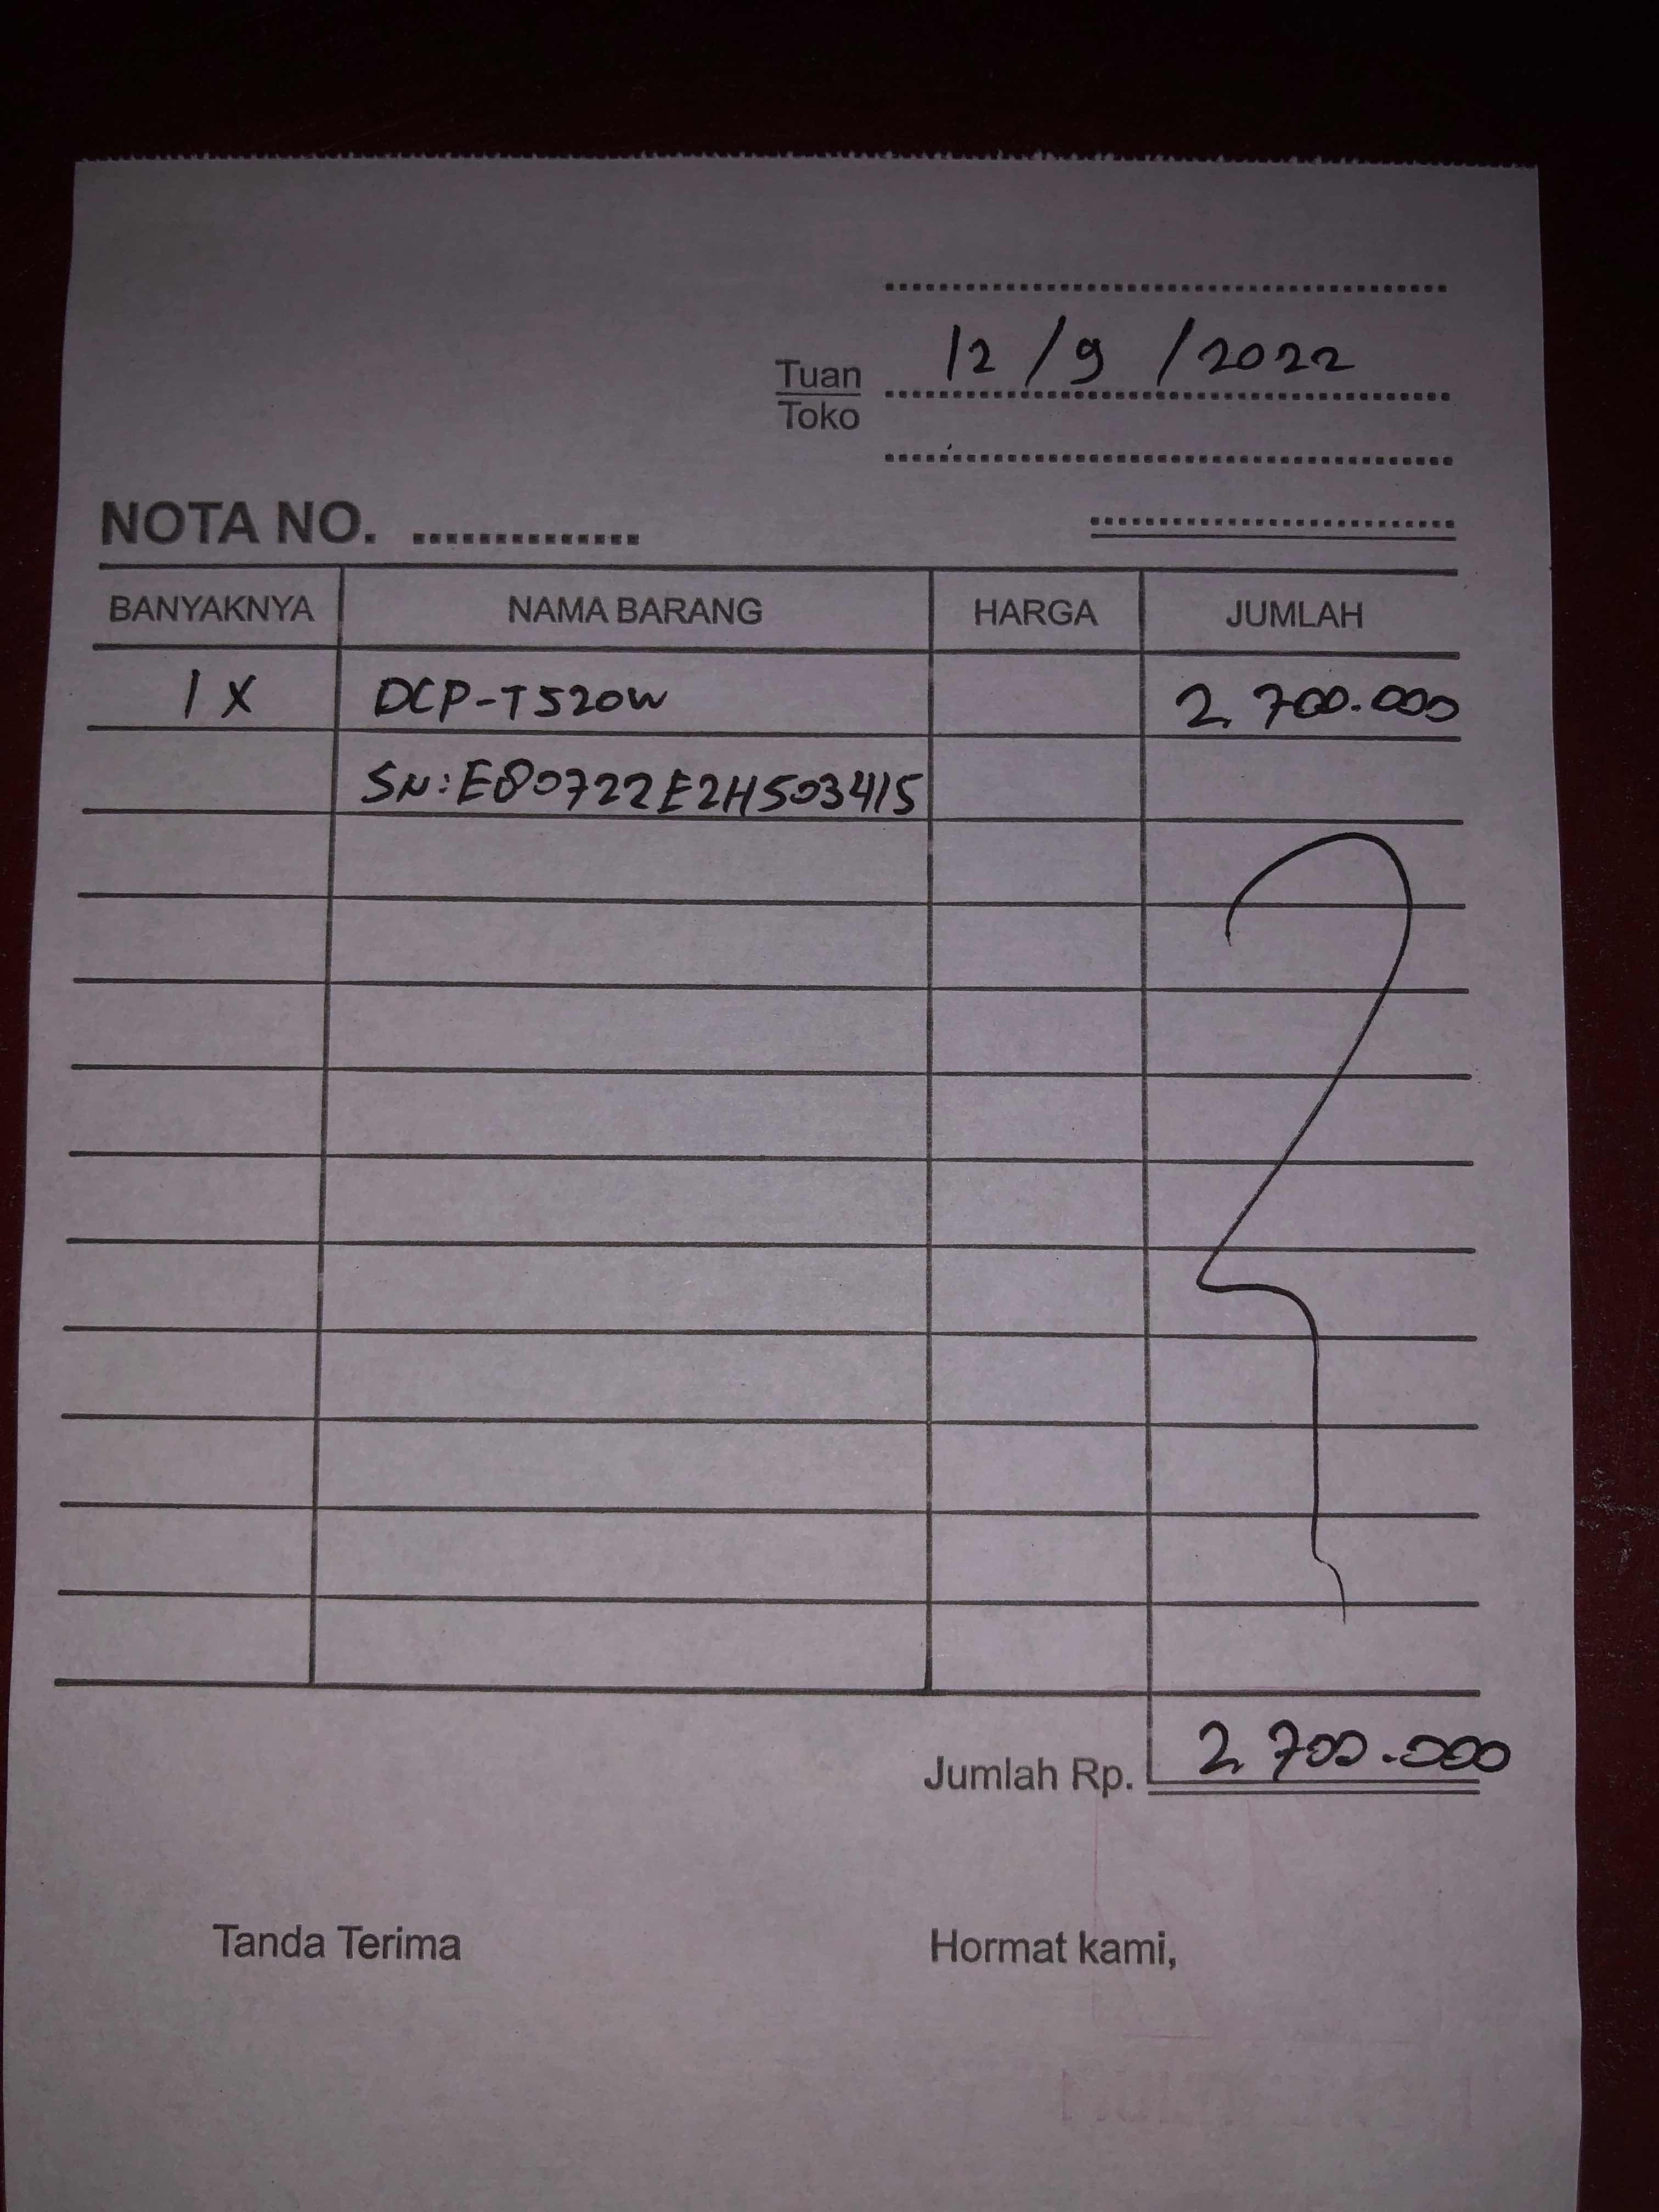 12/9/2022
Tuan
Toko
NOTA NO. ..............
BANYAKNYA NAMA BARANG HARGA JUMLAH
1 X DCP-T520W 2.700.000
SN: E80722E2H503415
Jumlah Rp. 2.700.000
Tanda Terima Hormat kami,